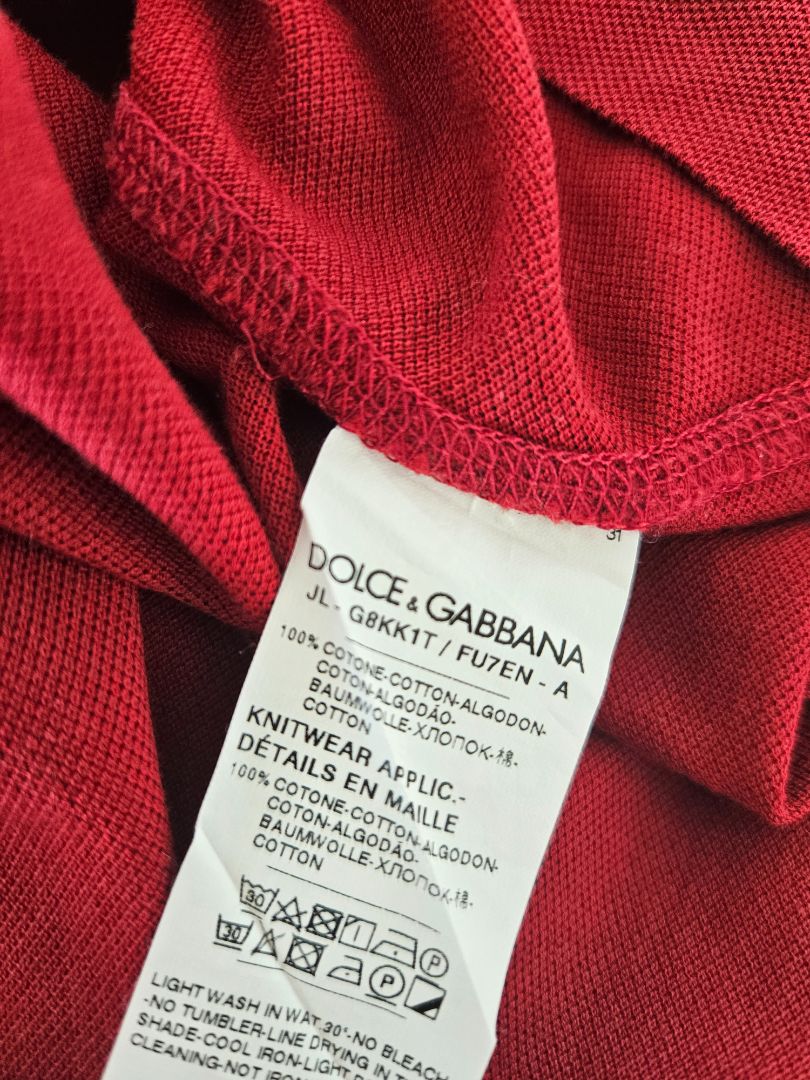 31
DOLCE & GABBANA
JL - G8KK1T / FU7EN - A
100% COTONE-COTTON-ALGODON-
COTON-ALGODÃO-
BAUMWOLLE-ХЛОПОК-棉-
COTTON
KNITWEAR APPLIC.-
DÉTAILS EN MAILLE
100% COTONE-COTTON-ALGODON-
COTON-ALGODÃO-
BAUMWOLLE-ХЛОПОК-棉-
COTTON
30 P
30 P
LIGHT WASH IN WAT.30°-NO BLEACH
-NO TUMBLER-LINE DRYING IN
SHADE-COOL IRON-LIGHT
CLEANING-NOT IRON